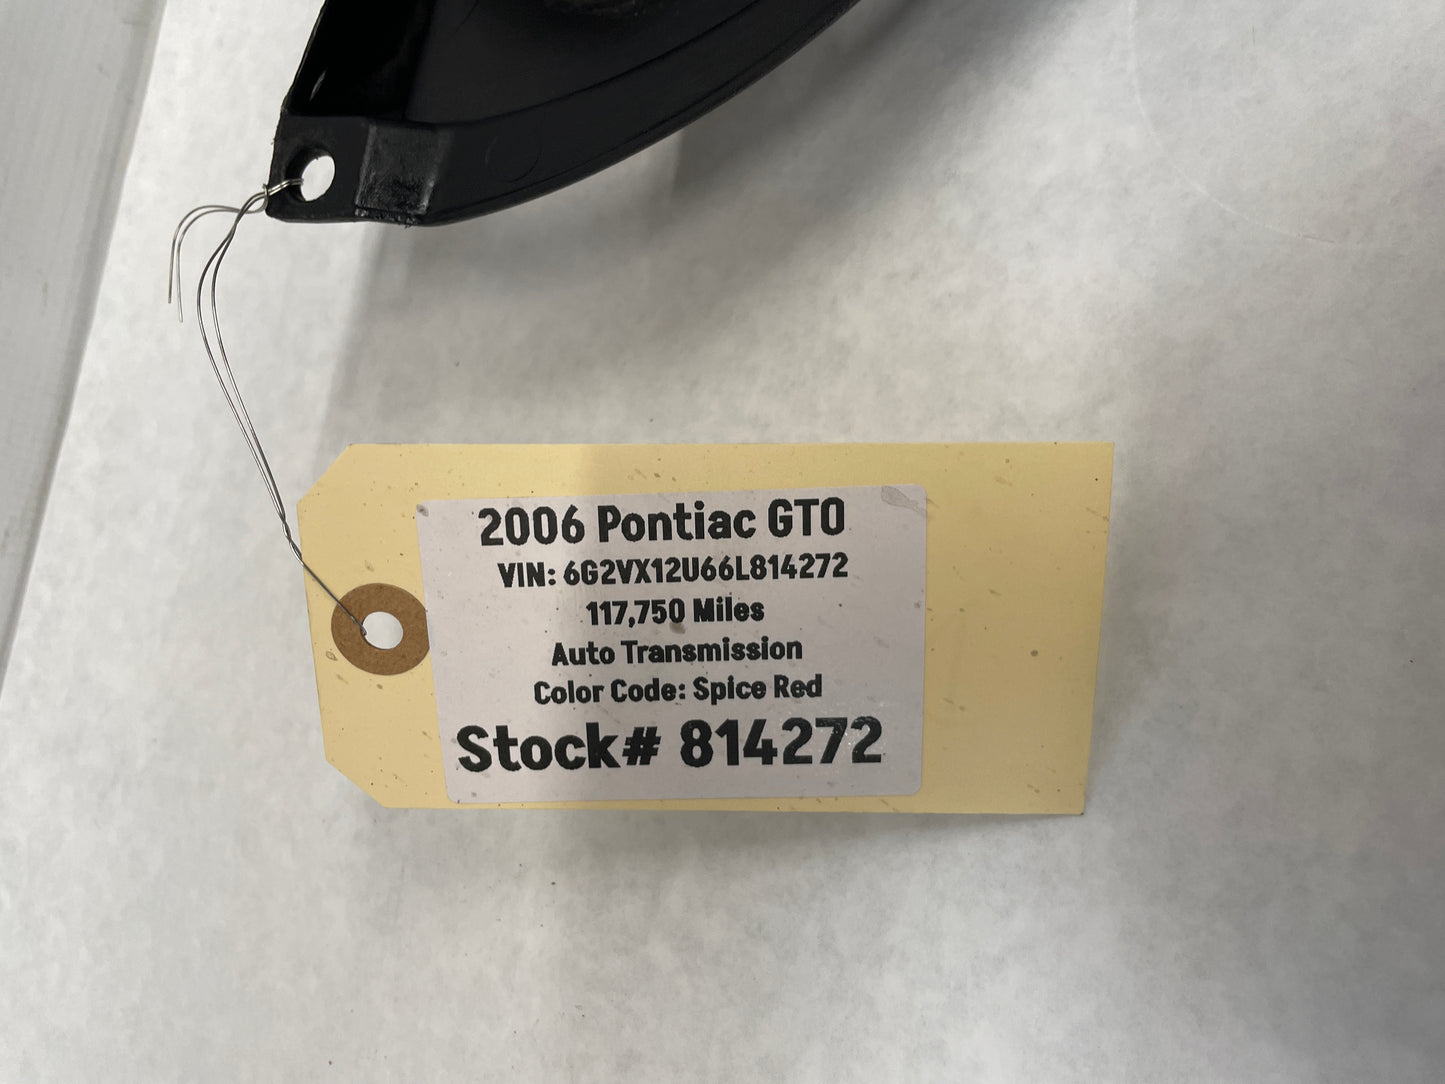 2006 Pontiac GTO
VIN: 6G2VX12U66L814272
117,750 Miles
Auto Transmission
Color Code: Spice Red
Stock# 814272